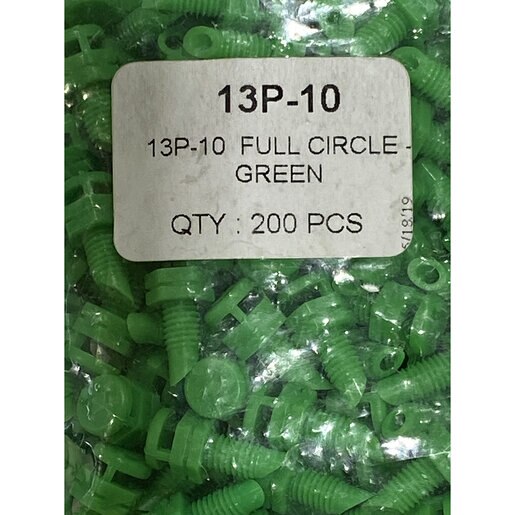 13P-10
13P-10 FULL CIRCLE -
GREEN
QTY : 200 PCS